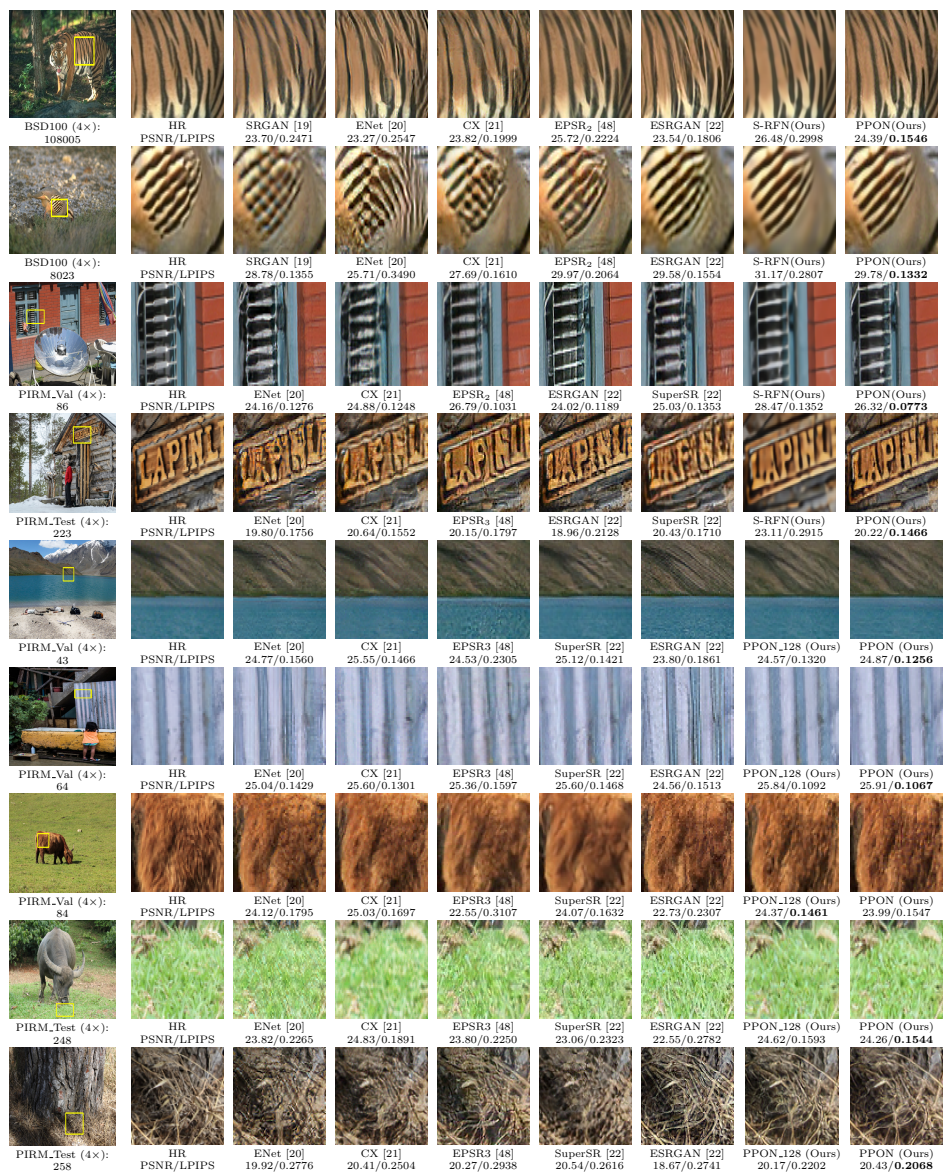 BSD100 (4×):
108005
HR
PSNR/LPIPS
SRGAN [19]
23.70/0.2471
ENet [20]
23.27/0.2547
CX [21]
23.82/0.1999
EPSR₂ [48]
25.72/0.2224
ESRGAN [22]
23.54/0.1806
S-RFN(Ours)
26.48/0.2998
PPON(Ours)
24.39/0.1546
BSD100 (4×):
8023
HR
PSNR/LPIPS
SRGAN [19]
28.78/0.1355
ENet [20]
25.71/0.3490
CX [21]
27.69/0.1610
EPSR₂ [48]
29.97/0.2064
ESRGAN [22]
29.58/0.1554
S-RFN(Ours)
31.17/0.2807
PPON(Ours)
29.78/0.1332
PIRM_Val (4×):
86
HR
PSNR/LPIPS
ENet [20]
24.16/0.1276
CX [21]
24.88/0.1248
EPSR₂ [48]
26.79/0.1031
ESRGAN [22]
24.02/0.1189
SuperSR [22]
25.03/0.1353
S-RFN(Ours)
28.47/0.1352
PPON(Ours)
26.32/0.0773
LAPINL
LAPINL
LAPINL
LAPINL
LAPINL
LAPINL
LAPINL
LAPINL
PIRM_Test (4×):
223
HR
PSNR/LPIPS
ENet [20]
19.80/0.1756
CX [21]
20.64/0.1552
EPSR₃ [48]
20.15/0.1797
ESRGAN [22]
18.96/0.2128
SuperSR [22]
20.43/0.1710
S-RFN(Ours)
23.11/0.2915
PPON(Ours)
20.22/0.1466
PIRM_Val (4×):
43
HR
PSNR/LPIPS
ENet [20]
24.77/0.1560
CX [21]
25.55/0.1466
EPSR3 [48]
24.53/0.2305
SuperSR [22]
25.12/0.1421
ESRGAN [22]
23.80/0.1861
PPON_128 (Ours)
24.57/0.1320
PPON (Ours)
24.87/0.1256
PIRM_Val (4×):
64
HR
PSNR/LPIPS
ENet [20]
25.04/0.1429
CX [21]
25.60/0.1301
EPSR3 [48]
25.36/0.1597
SuperSR [22]
25.60/0.1468
ESRGAN [22]
24.56/0.1513
PPON_128 (Ours)
25.84/0.1092
PPON (Ours)
25.91/0.1067
PIRM_Val (4×):
84
HR
PSNR/LPIPS
ENet [20]
24.12/0.1795
CX [21]
25.03/0.1697
EPSR3 [48]
22.55/0.3107
SuperSR [22]
24.07/0.1632
ESRGAN [22]
22.73/0.2307
PPON_128 (Ours)
24.37/0.1461
PPON (Ours)
23.99/0.1547
PIRM_Test (4×):
248
HR
PSNR/LPIPS
ENet [20]
23.82/0.2265
CX [21]
24.83/0.1891
EPSR3 [48]
23.80/0.2250
SuperSR [22]
23.06/0.2323
ESRGAN [22]
22.55/0.2782
PPON_128 (Ours)
24.62/0.1593
PPON (Ours)
24.26/0.1544
PIRM_Test (4×):
258
HR
PSNR/LPIPS
ENet [20]
19.92/0.2776
CX [21]
20.41/0.2504
EPSR3 [48]
20.27/0.2938
SuperSR [22]
20.54/0.2616
ESRGAN [22]
18.67/0.2741
PPON_128 (Ours)
20.17/0.2202
PPON (Ours)
20.43/0.2068